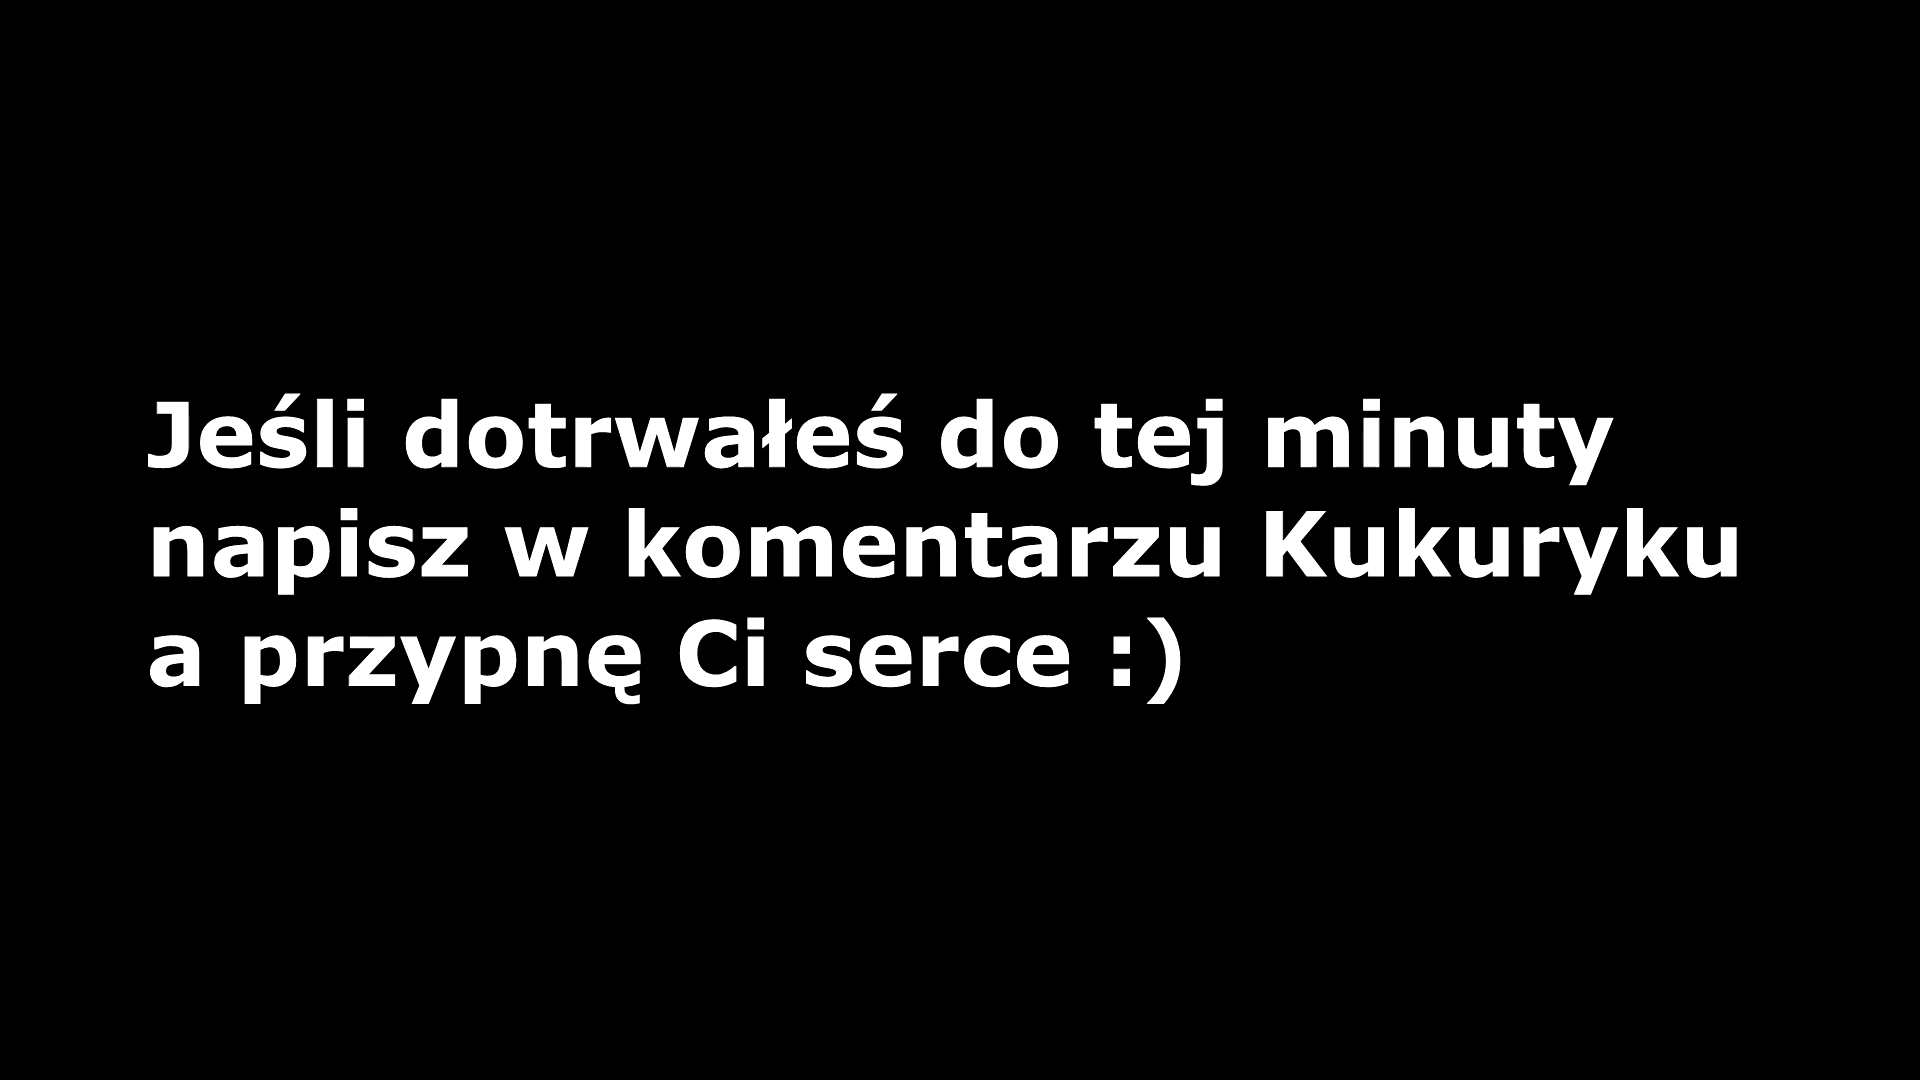 Jeśli dotrwałeś do tej minuty
napisz w komentarzu Kukuryku
a przypnę Ci serce :)